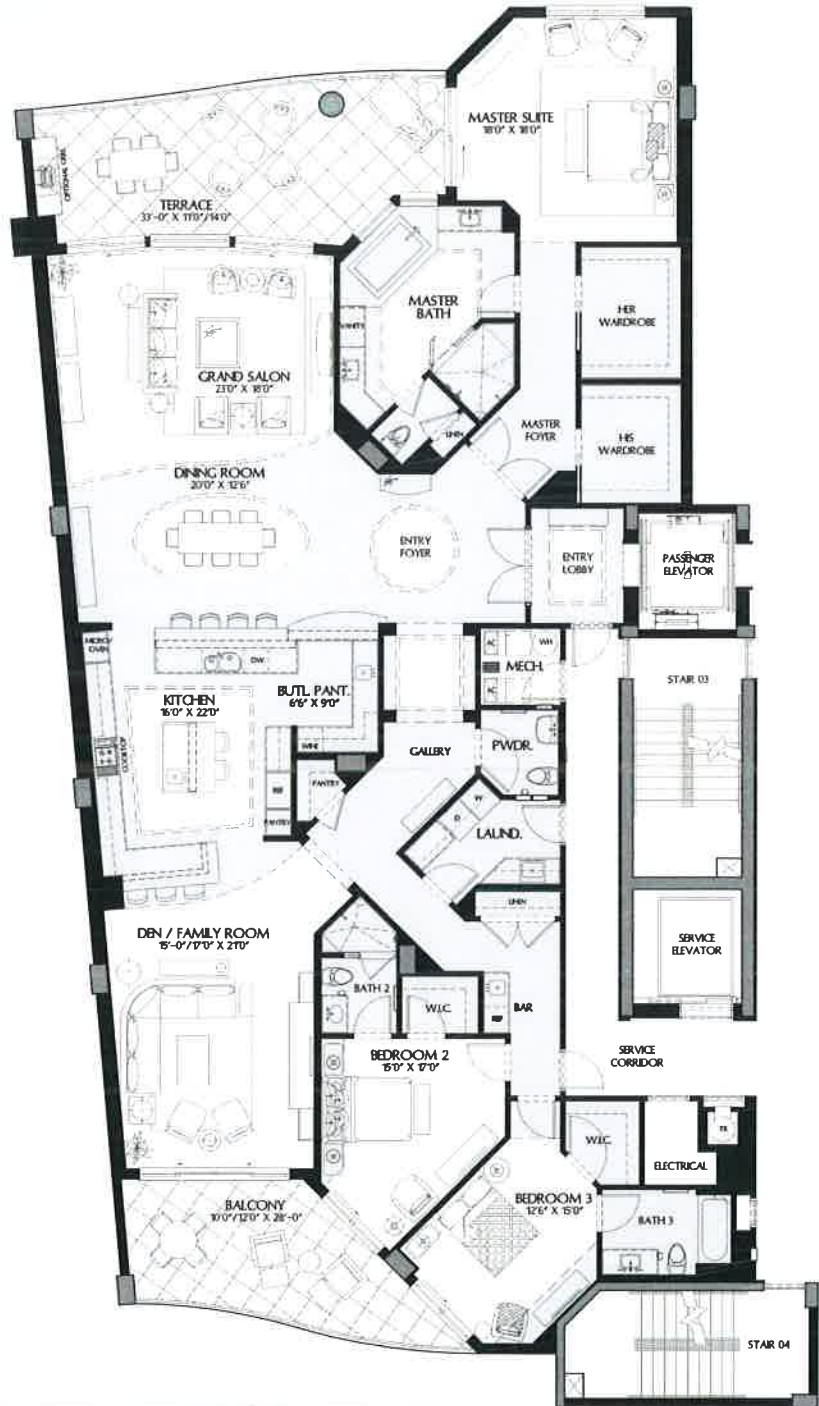 MASTER SUITE
18'0" X 18'0"
OPTIONAL GRILL
TERRACE
33'-0" X 11'0"/14'0"
MASTER
BATH
VANITY
HER
WARDROBE
GRAND SALON
23'0" X 18'0"
LINEN
MASTER
FOYER
HIS
WARDROBE
DINING ROOM
20'0" X 12'6"
ENTRY
FOYER
ENTRY
LOBBY
PASSENGER
ELEVATOR
MICRO/
OVEN
DW
AC
WH
MECH.
AC
STAIR 03
KITCHEN
16'0" X 22'0"
BUTL. PANT.
6'6" X 9'0"
COOKTOP
WINE
GALLERY
PWDR.
REF
PANTRY
PANTRY
W
D
LAUND.
LINEN
DEN / FAMILY ROOM
15'-0"/17'0" X 21'0"
SERVICE
ELEVATOR
BATH 2
W.I.C.
BAR
REF
BEDROOM 2
15'0" X 17'0"
SERVICE
CORRIDOR
W.I.C.
ELECTRICAL
BALCONY
10'0"/12'0" X 28'-0"
BEDROOM 3
12'6" X 15'0"
BATH 3
STAIR 04